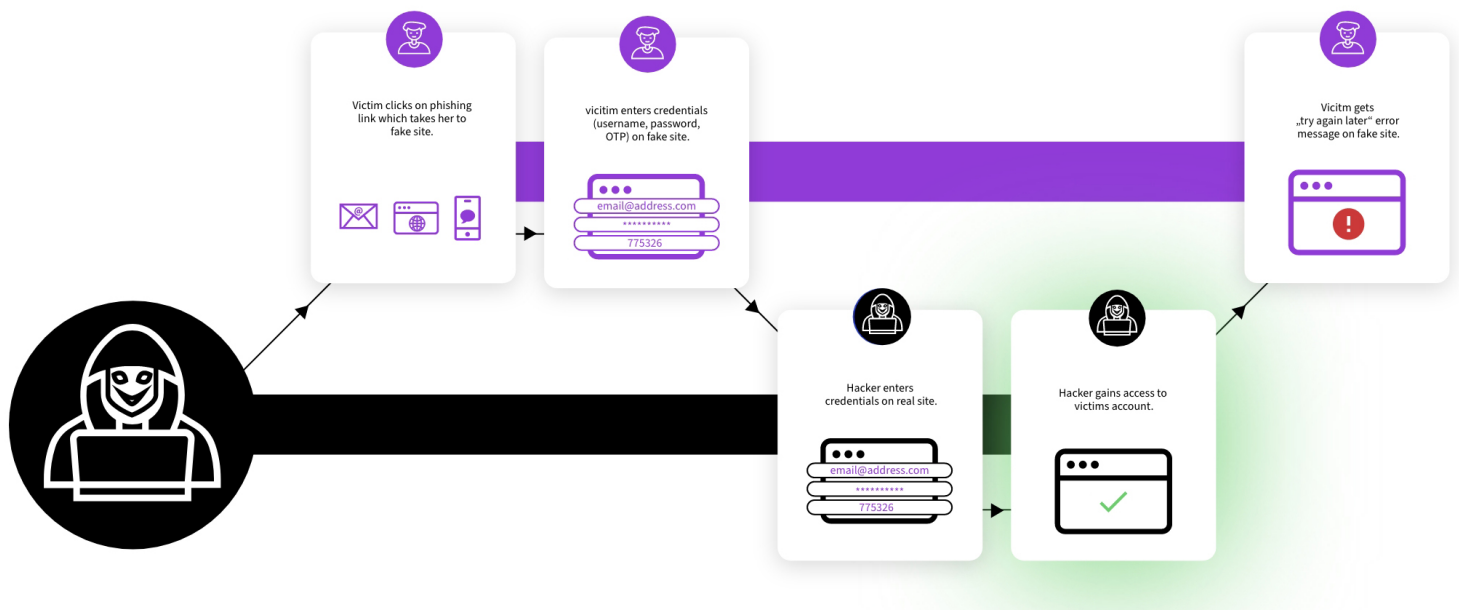 Victim clicks on phishing
link which takes her to
fake site.
@
vicitim enters credentials
(username, password,
OTP) on fake site.
email@address.com
**********
775326
Hacker enters
credentials on real site.
email@address.com
**********
775326
Hacker gains access to
victims account.
Vicitm gets
„try again later“ error
message on fake site.
!